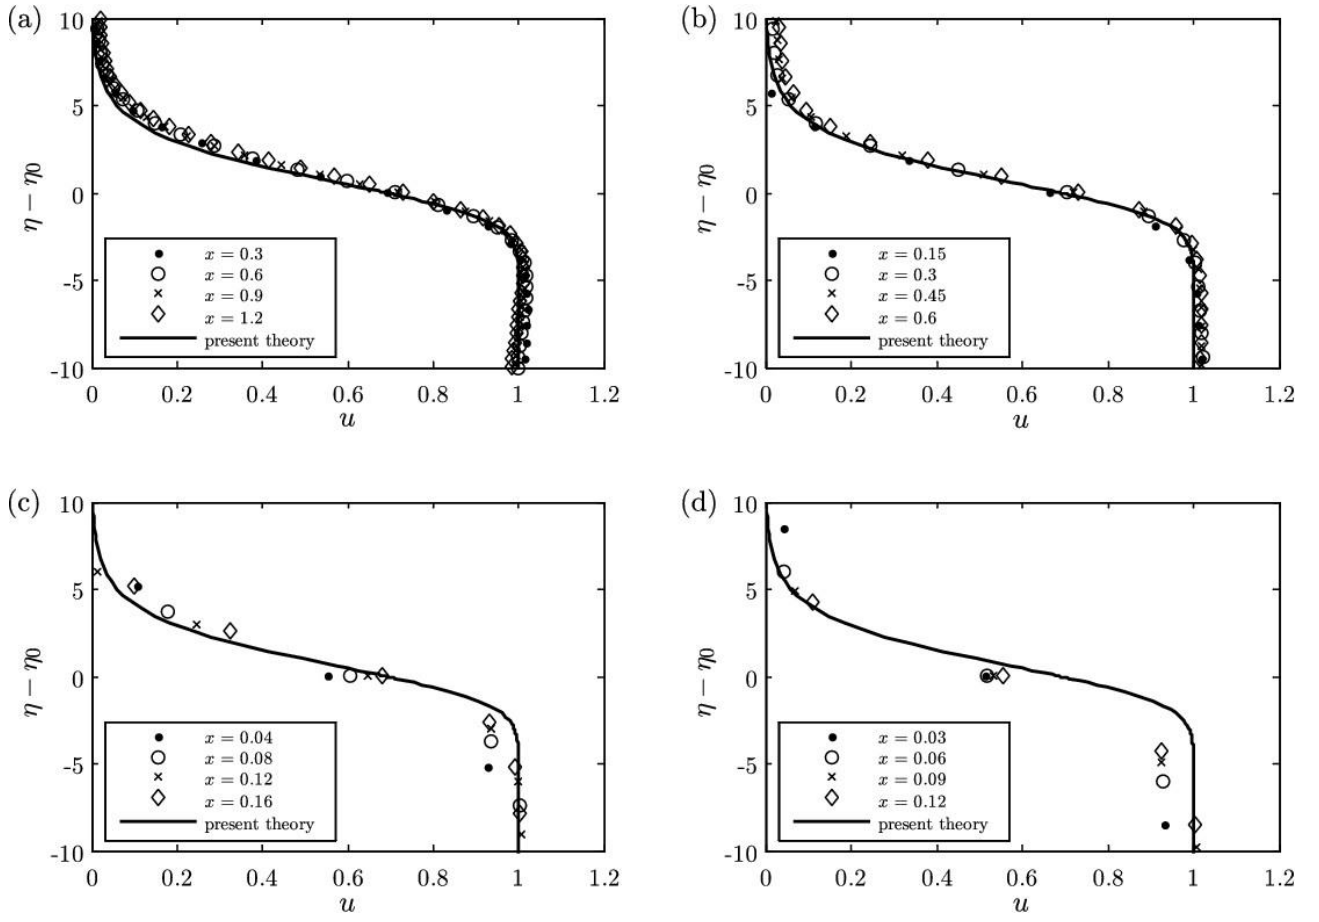 (a)
10
5
0
-5
-10
η − η0
x = 0.3
x = 0.6
x = 0.9
x = 1.2
present theory
0 0.2 0.4 0.6 0.8 1 1.2
u
(b)
10
5
0
-5
-10
η − η0
x = 0.15
x = 0.3
x = 0.45
x = 0.6
present theory
0 0.2 0.4 0.6 0.8 1 1.2
u
(c)
10
5
0
-5
-10
η − η0
x = 0.04
x = 0.08
x = 0.12
x = 0.16
present theory
0 0.2 0.4 0.6 0.8 1 1.2
u
(d)
10
5
0
-5
-10
η − η0
x = 0.03
x = 0.06
x = 0.09
x = 0.12
present theory
0 0.2 0.4 0.6 0.8 1 1.2
u